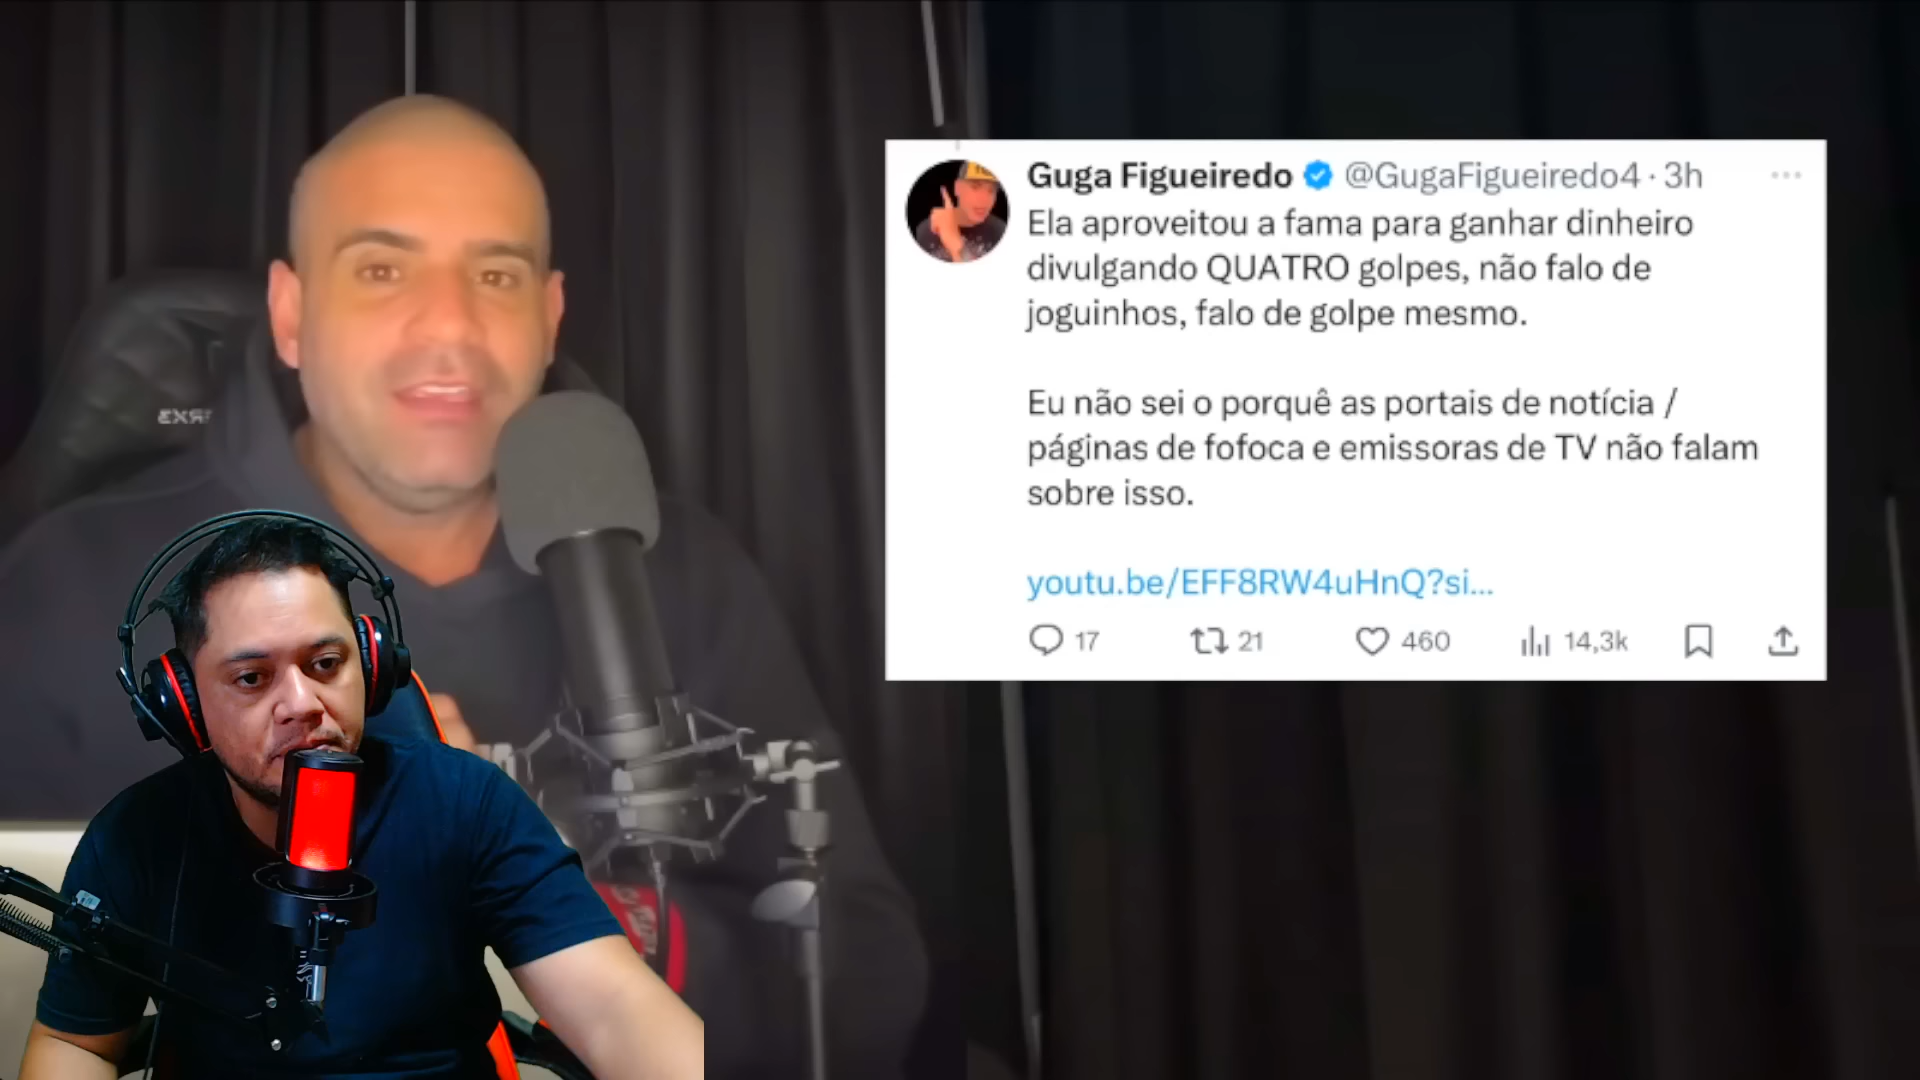 Guga Figueiredo @GugaFigueiredo4 · 3h
Ela aproveitou a fama para ganhar dinheiro
divulgando QUATRO golpes, não falo de
joguinhos, falo de golpe mesmo.
Eu não sei o porquê as portais de notícia /
páginas de fofoca e emissoras de TV não falam
sobre isso.
youtu.be/EFF8RW4uHnQ?si...
17 21 460 14,3k